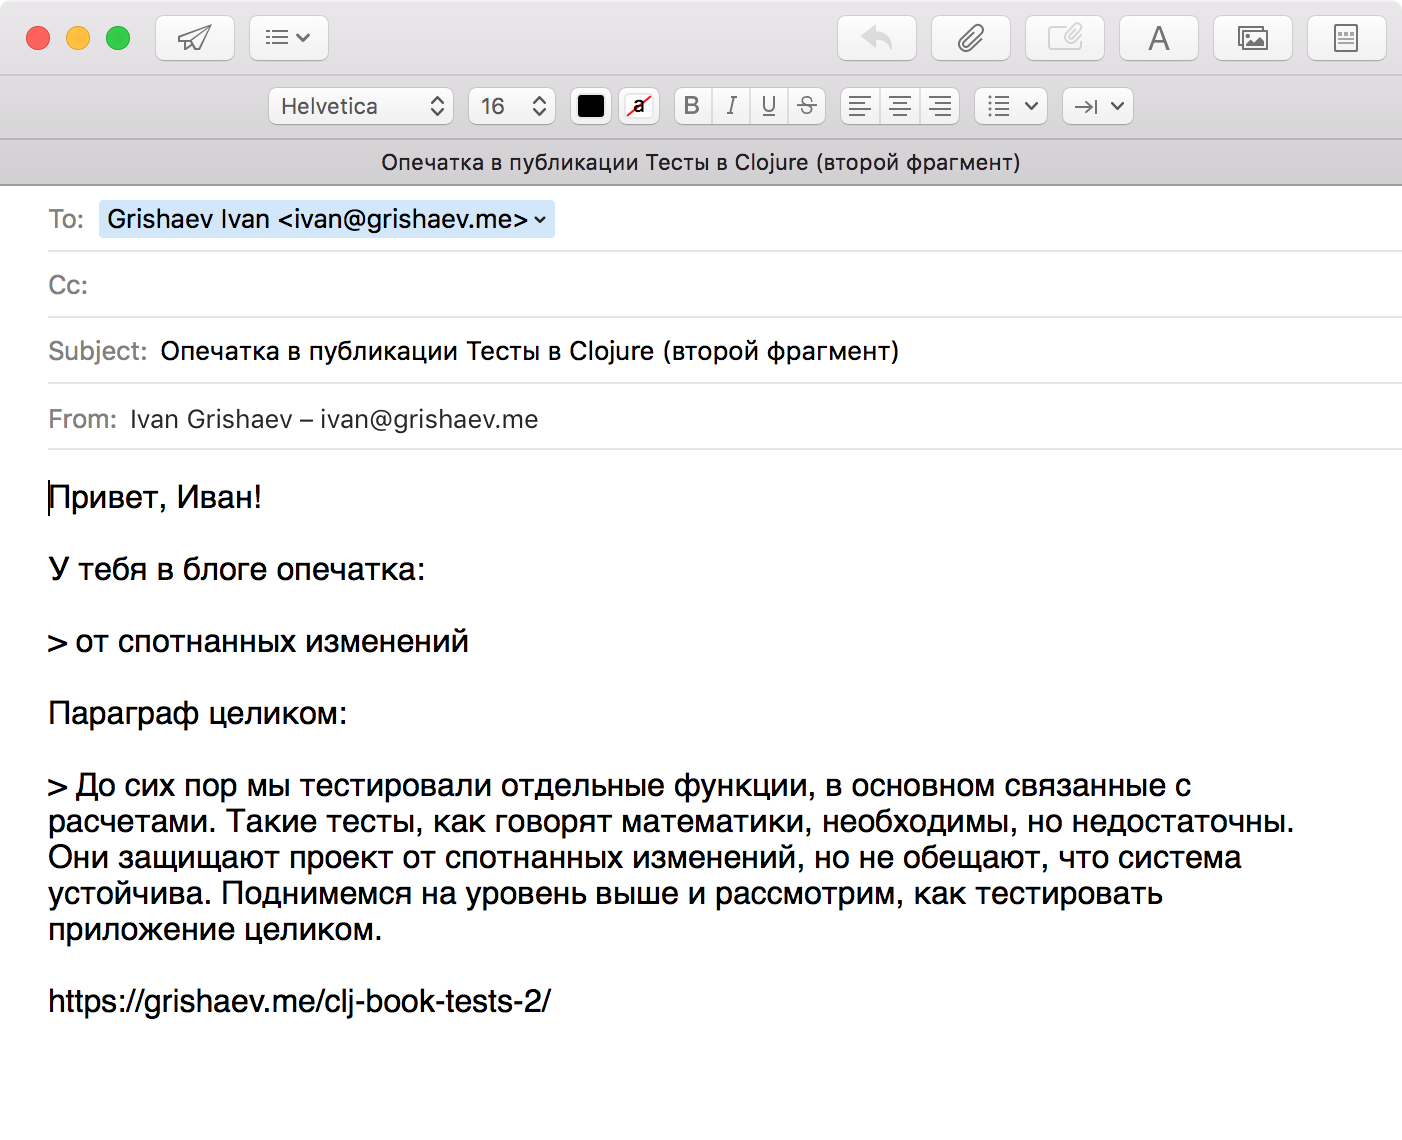 Helvetica 16 a B I U S
Опечатка в публикации Тесты в Clojure (второй фрагмент)
To: Grishaev Ivan <ivan@grishaev.me>
Cc:
Subject: Опечатка в публикации Тесты в Clojure (второй фрагмент)
From: Ivan Grishaev – ivan@grishaev.me
Привет, Иван!
У тебя в блоге опечатка:
> от спотнанных изменений
Параграф целиком:
> До сих пор мы тестировали отдельные функции, в основном связанные с
расчетами. Такие тесты, как говорят математики, необходимы, но недостаточны.
Они защищают проект от спотнанных изменений, но не обещают, что система
устойчива. Поднимемся на уровень выше и рассмотрим, как тестировать
приложение целиком.
https://grishaev.me/clj-book-tests-2/